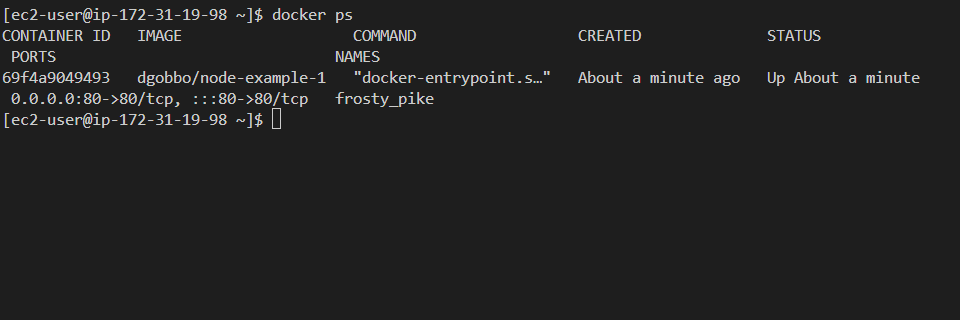 [ec2-user@ip-172-31-19-98 ~]$ docker ps
CONTAINER ID   IMAGE                   COMMAND                  CREATED              STATUS
 PORTS                               NAMES
69f4a9049493   dgobbo/node-example-1   "docker-entrypoint.s…"   About a minute ago   Up About a minute
 0.0.0.0:80->80/tcp, :::80->80/tcp   frosty_pike
[ec2-user@ip-172-31-19-98 ~]$